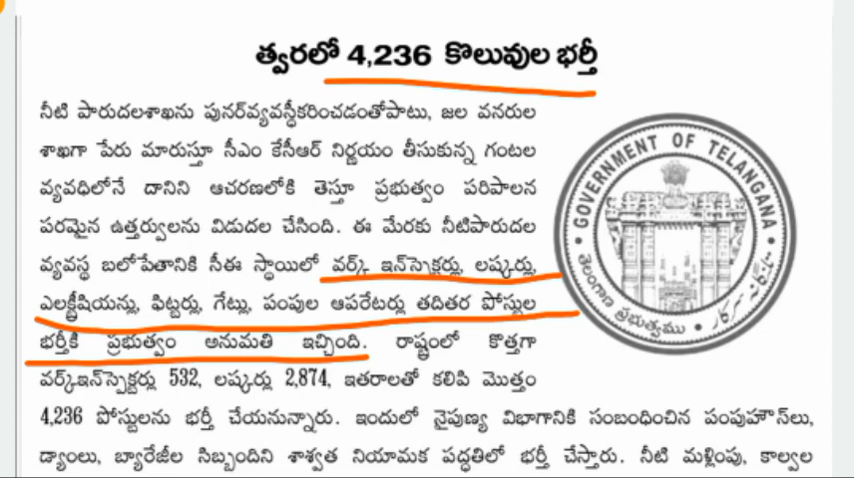 త్వరలో 4,236 కొలువుల భర్తీ
నీటి పారుదలశాఖను పునర్‌వ్యవస్థీకరించడంతోపాటు, జల వనరుల
శాఖగా పేరు మారుస్తూ సీఎం కేసీఆర్ నిర్ణయం తీసుకున్న గంటల
వ్యవధిలోనే దానిని ఆచరణలోకి తెస్తూ ప్రభుత్వం పరిపాలన
పరమైన ఉత్తర్వులను విడుదల చేసింది. ఈ మేరకు నీటిపారుదల
వ్యవస్థ బలోపేతానికి సీఈ స్థాయిలో వర్క్ ఇన్‌స్పెక్టర్లు, లష్కర్లు,
ఎలక్ట్రీషియన్లు, ఫిట్టర్లు, గేట్లు, పంపుల ఆపరేటర్లు తదితర పోస్టుల
భర్తీకి ప్రభుత్వం అనుమతి ఇచ్చింది. రాష్ట్రంలో కొత్తగా
వర్క్‌ఇన్‌స్పెక్టర్లు 532, లష్కర్లు 2,874, ఇతరాలతో కలిపి మొత్తం
4,236 పోస్టులను భర్తీ చేయనున్నారు. ఇందులో నైపుణ్య విభాగానికి సంబంధించిన పంపుహౌస్‌లు,
డ్యాంలు, బ్యారేజీల సిబ్బందిని శాశ్వత నియామక పద్ధతిలో భర్తీ చేస్తారు. నీటి మళ్లింపు, కాల్వల
GOVERNMENT OF TELANGANA
తెలంగాణ ప్రభుత్వము